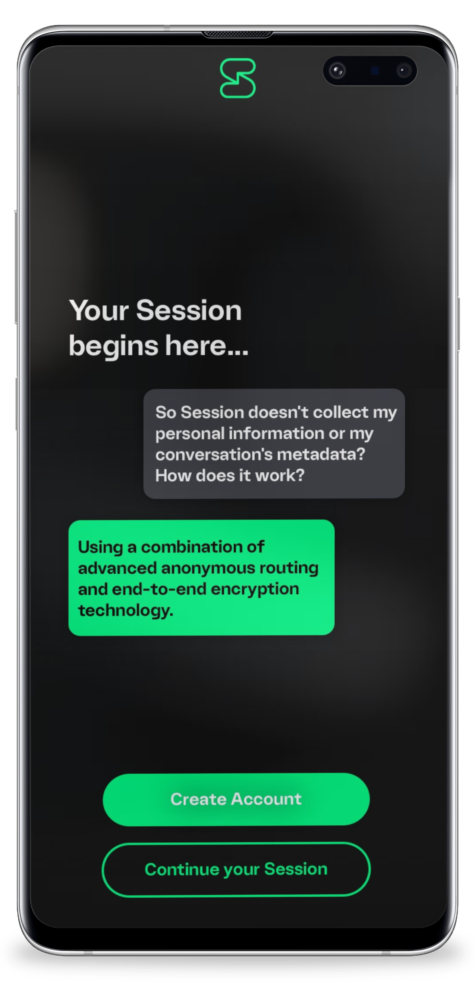 Your Session
begins here...
So Session doesn't collect my
personal information or my
conversation's metadata?
How does it work?
Using a combination of
advanced anonymous routing
and end-to-end encryption
technology.
Create Account
Continue your Session